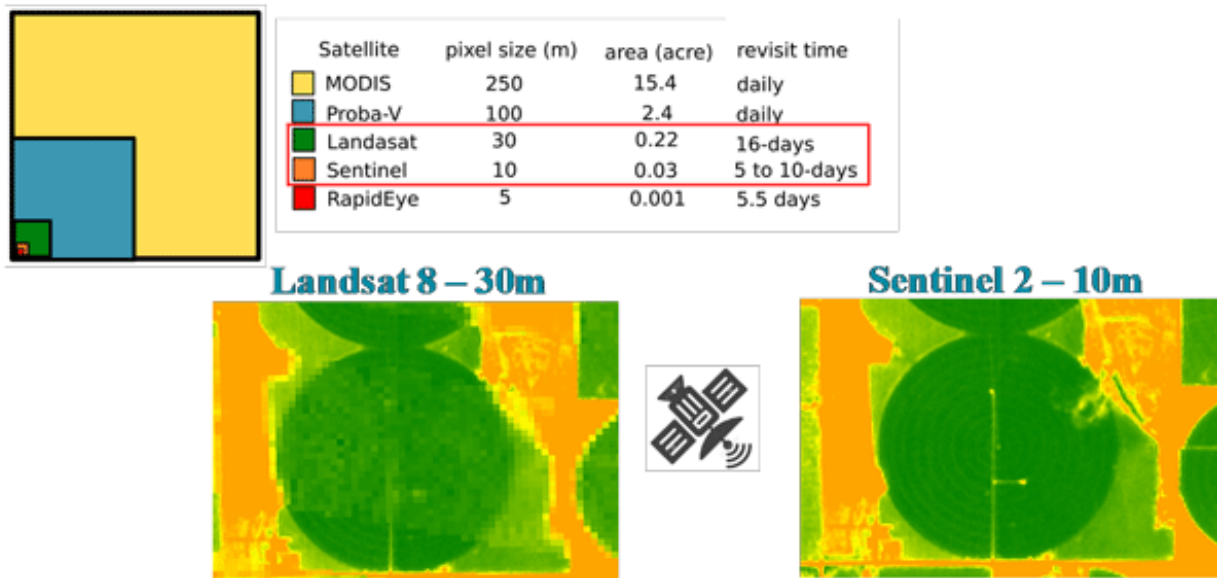 Satellite pixel size (m) area (acre) revisit time
MODIS 250 15.4 daily
Proba-V 100 2.4 daily
Landasat 30 0.22 16-days
Sentinel 10 0.03 5 to 10-days
RapidEye 5 0.001 5.5 days
Landsat 8 – 30m
Sentinel 2 – 10m